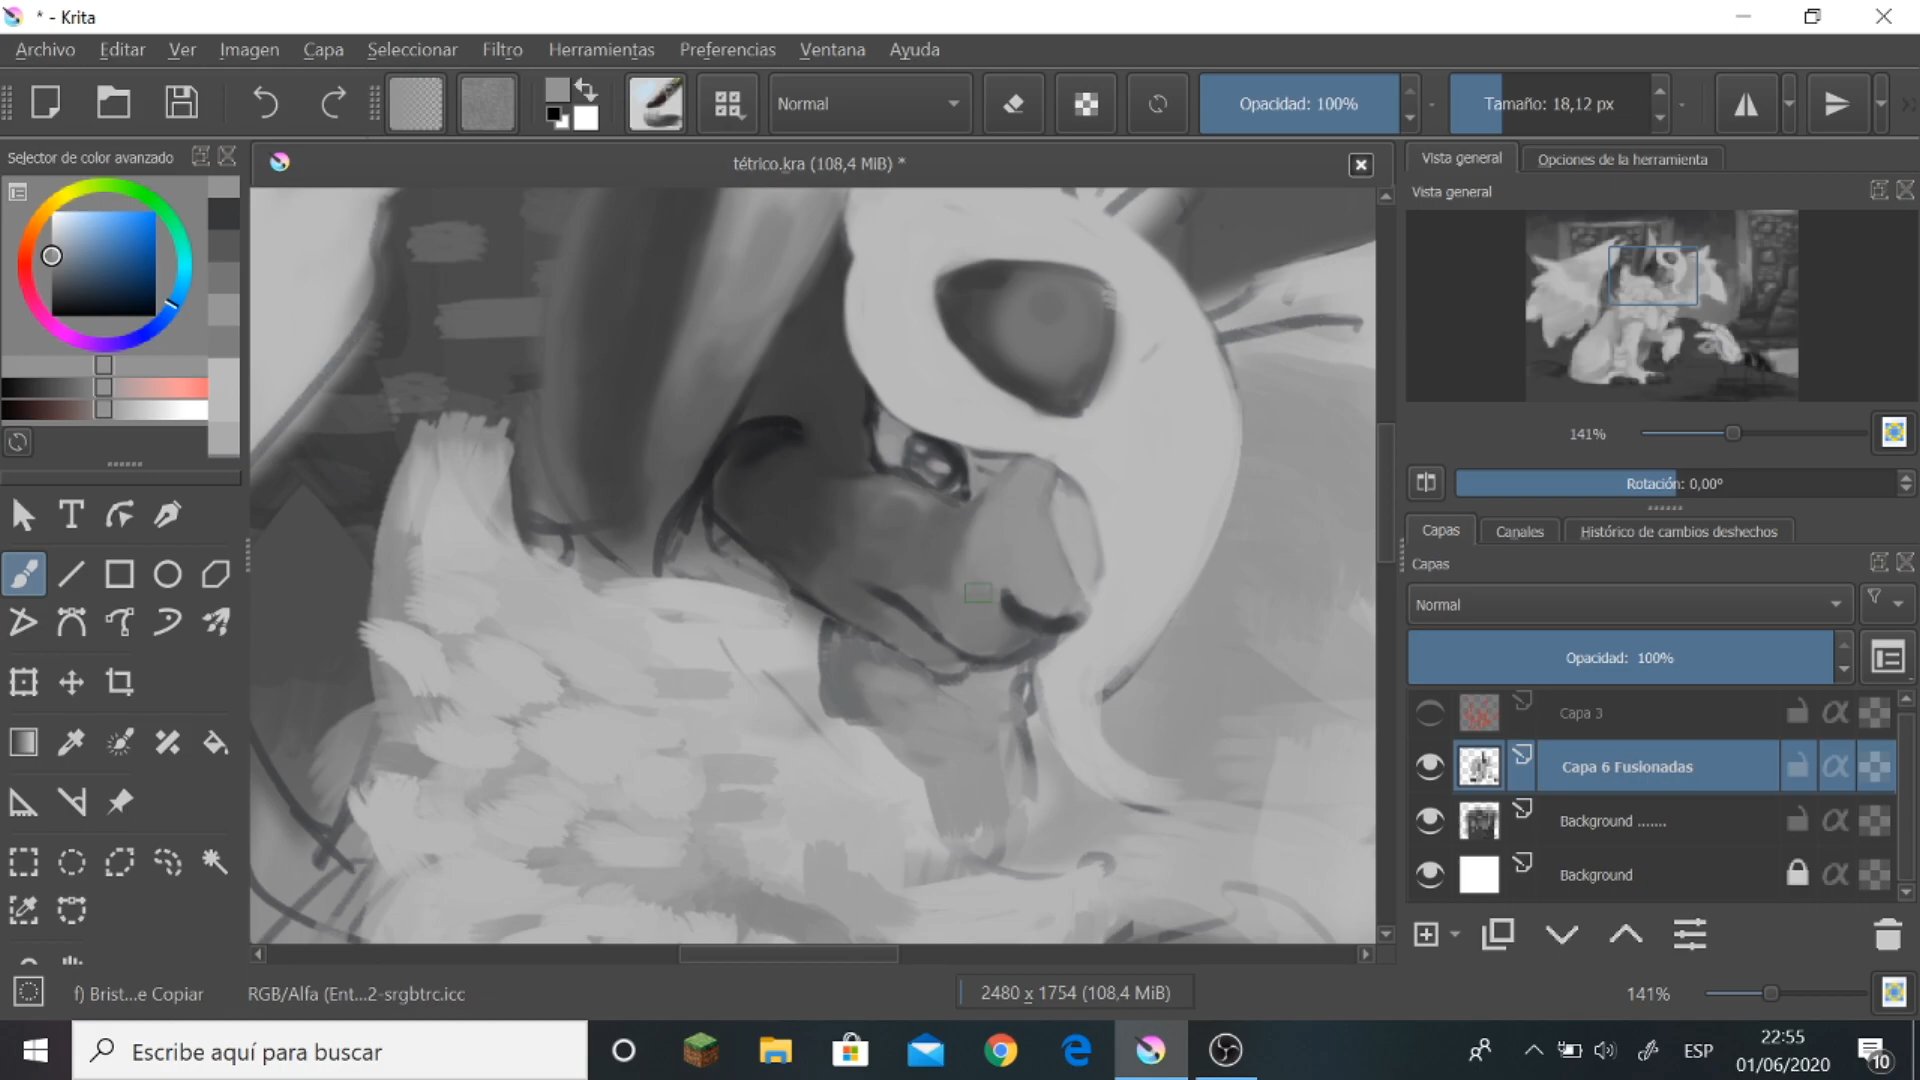 * - Krita
Archivo Editar Ver Imagen Capa Seleccionar Filtro Herramientas Preferencias Ventana Ayuda
Normal Opacidad: 100% Tamaño: 18,12 px
Selector de color avanzado
tétrico.kra (108,4 MiB) *
Vista general Opciones de la herramienta
Vista general
141%
Rotación: 0,00º
Capas Canales Histórico de cambios deshechos
Capas
Normal
Opacidad: 100%
Capa 3
Capa 6 Fusionadas
Background .......
Background
f) Brist...e Copiar RGB/Alfa (Ent...2-srgbtrc.icc 2480 x 1754 (108,4 MiB) 141%
Escribe aquí para buscar
ESP
22:55
01/06/2020
10